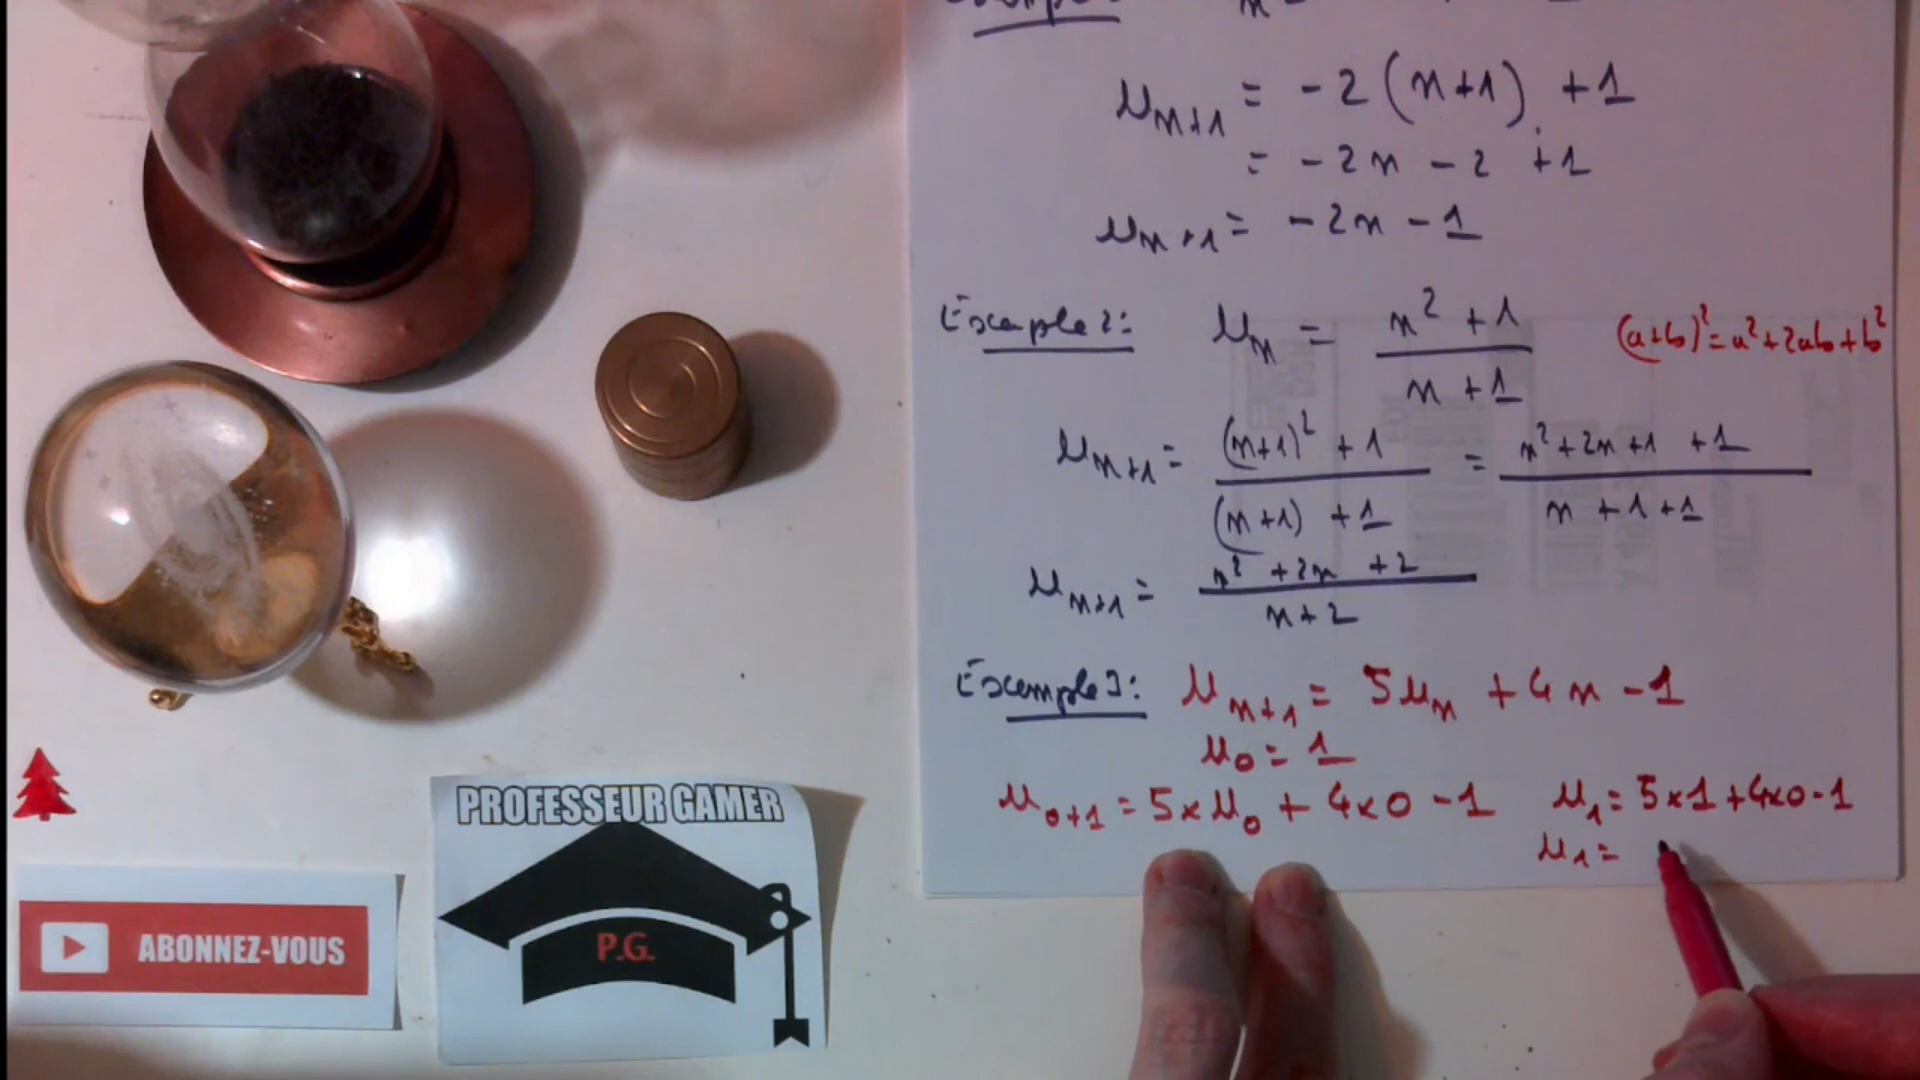 Exemple:
u_{n+1} = -2(n+1) +1
= -2n - 2 +1
u_{n+1} = -2n - 1
Exemple 2: u_n = (n² + 1)/(n + 1) (a+b)² = a² + 2ab + b²
u_{n+1} = ((n+1)² + 1)/((n+1) + 1) = (n² + 2n + 1 + 1)/(n + 1 + 1)
u_{n+1} = (n² + 2n + 2)/(n + 2)
Exemple 3: u_{n+1} = 5u_n + 4n - 1
u_0 = 1
u_{0+1} = 5×u_0 + 4×0 - 1 u_1 = 5×1 + 4×0 - 1
u_1 =
PROFESSEUR GAMER
P.G.
ABONNEZ-VOUS